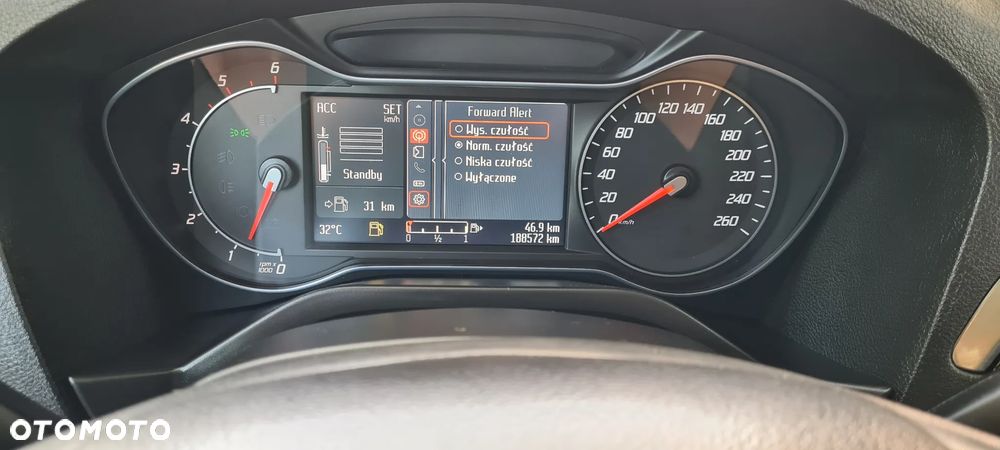 6
5
4
3
2
1
0
rpm x
1000
ACC
SET
km/h
Standby
31 km
32°C
0
½
1
Forward Alert
Wys. czułość
Norm. czułość
Niska czułość
Wyłączone
46.9 km
188572 km
0
20
40
60
80
100
120
140
160
180
200
220
240
260
km/h
OTOMOTO